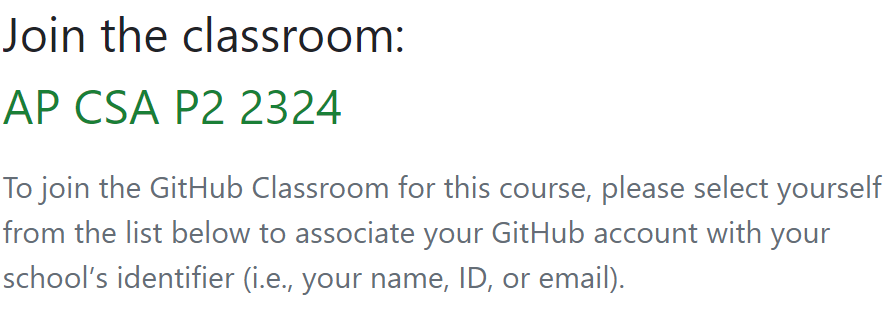 Join the classroom:
AP CSA P2 2324
To join the GitHub Classroom for this course, please select yourself
from the list below to associate your GitHub account with your
school’s identifier (i.e., your name, ID, or email).